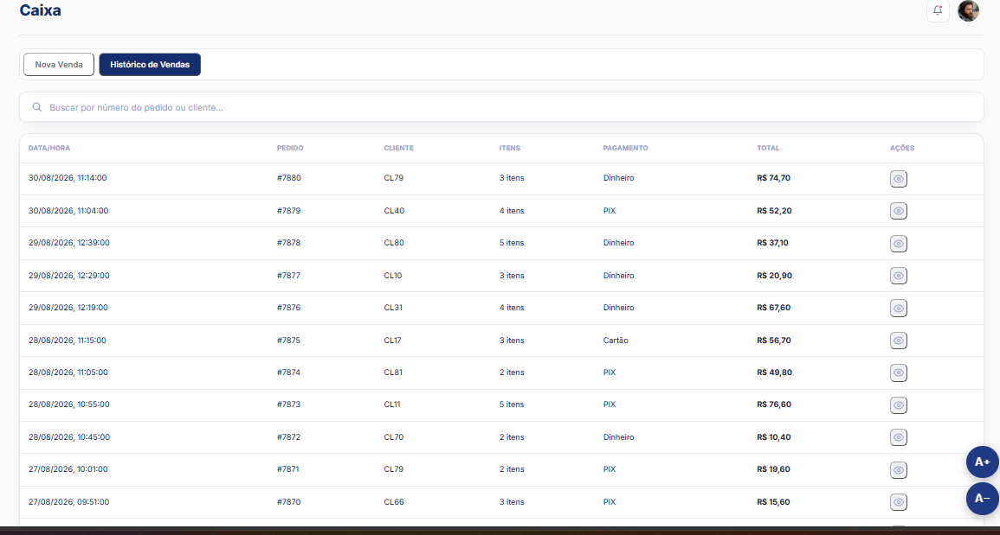 Caixa
Nova Venda Histórico de Vendas
Buscar por número do pedido ou cliente...
DATA/HORA PEDIDO CLIENTE ITENS PAGAMENTO TOTAL AÇÕES
30/08/2026, 11:14:00 #7880 CL79 3 itens Dinheiro R$ 74,70
30/08/2026, 11:04:00 #7879 CL40 4 itens PIX R$ 52,20
29/08/2026, 12:39:00 #7878 CL80 5 itens Dinheiro R$ 37,10
29/08/2026, 12:29:00 #7877 CL10 3 itens Dinheiro R$ 20,90
29/08/2026, 12:19:00 #7876 CL31 4 itens Dinheiro R$ 67,60
28/08/2026, 11:15:00 #7875 CL17 3 itens Cartão R$ 56,70
28/08/2026, 11:05:00 #7874 CL81 2 itens PIX R$ 49,80
28/08/2026, 10:55:00 #7873 CL11 5 itens PIX R$ 76,60
28/08/2026, 10:45:00 #7872 CL70 2 itens Dinheiro R$ 10,40
27/08/2026, 10:01:00 #7871 CL79 2 itens PIX R$ 19,60
27/08/2026, 09:51:00 #7870 CL66 3 itens PIX R$ 15,60
A+
A−